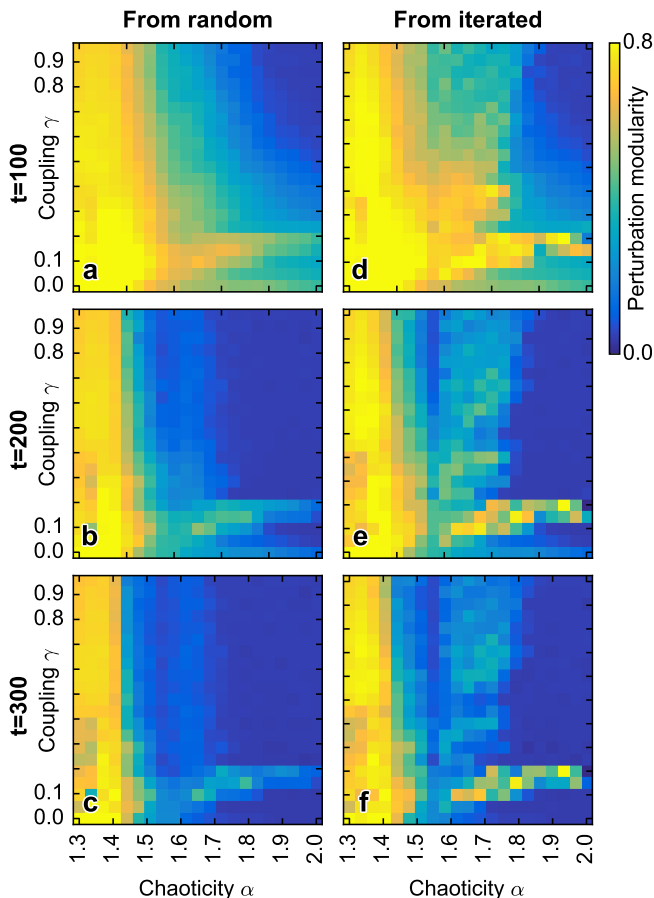 From random
From iterated
t=100
Coupling γ
0.9
0.8
0.1
0.0
a
d
0.8
0.0
Perturbation modularity
t=200
Coupling γ
0.9
0.8
0.1
0.0
b
e
t=300
Coupling γ
0.9
0.8
0.1
0.0
c
f
1.3
1.4
1.5
1.6
1.7
1.8
1.9
2.0
1.3
1.4
1.5
1.6
1.7
1.8
1.9
2.0
Chaoticity α
Chaoticity α